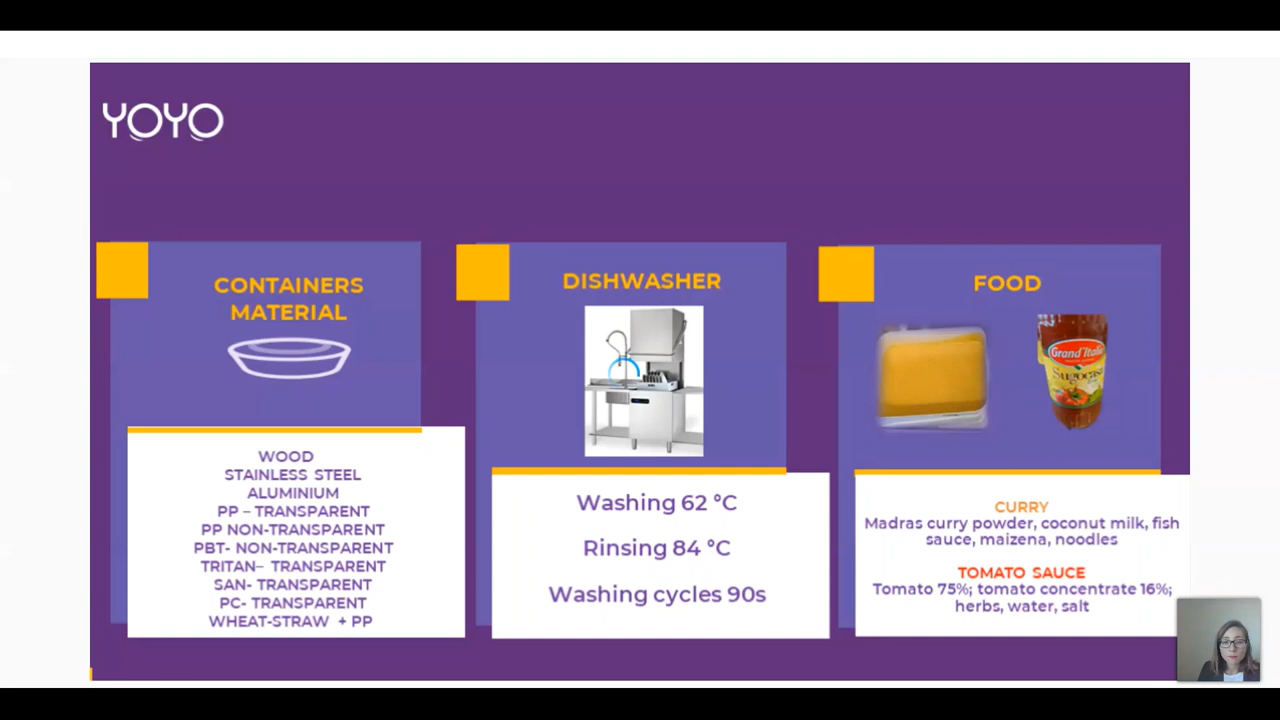 YOYO
CONTAINERS
MATERIAL
WOOD
STAINLESS STEEL
ALUMINIUM
PP – TRANSPARENT
PP NON-TRANSPARENT
PBT- NON-TRANSPARENT
TRITAN– TRANSPARENT
SAN- TRANSPARENT
PC- TRANSPARENT
WHEAT-STRAW + PP
DISHWASHER
Washing 62 °C
Rinsing 84 °C
Washing cycles 90s
FOOD
Grand'Italia
CURRY
Madras curry powder, coconut milk, fish
sauce, maizena, noodles
TOMATO SAUCE
Tomato 75%; tomato concentrate 16%;
herbs, water, salt